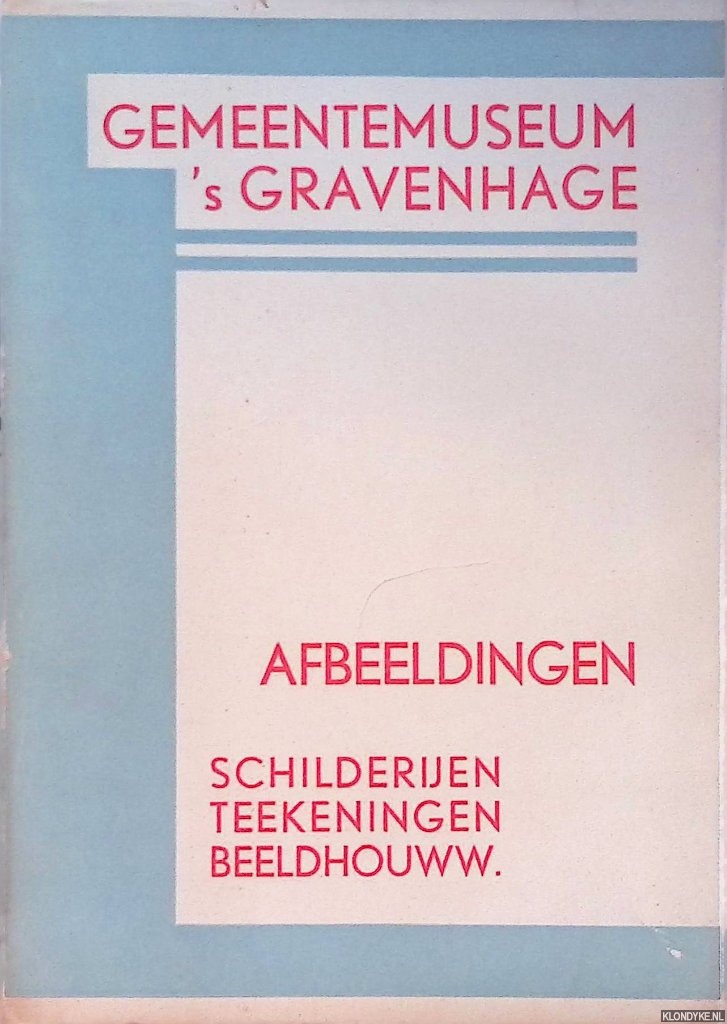 GEMEENTEMUSEUM
's GRAVENHAGE
AFBEELDINGEN
SCHILDERIJEN
TEEKENINGEN
BEELDHOUWW.
KLONDYKE.NL